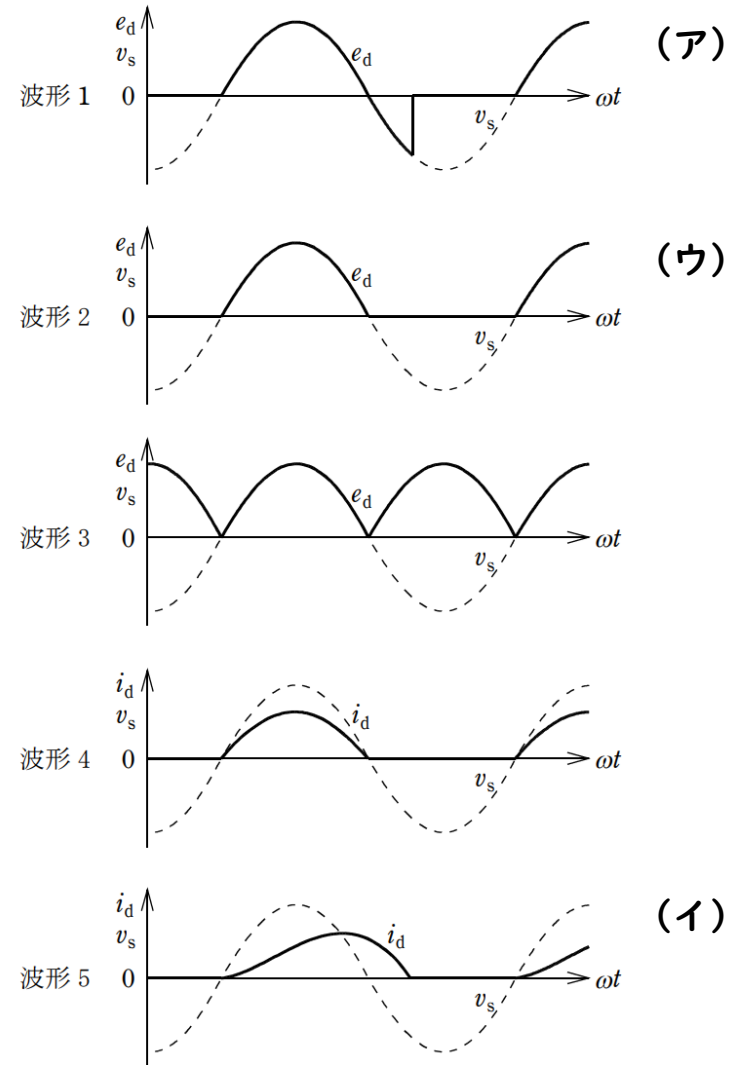 e_d
v_s
波形 1 0
e_d
v_s
ωt
(ア)
e_d
v_s
波形 2 0
e_d
v_s
ωt
(ウ)
e_d
v_s
波形 3 0
e_d
v_s
ωt
i_d
v_s
波形 4 0
i_d
v_s
ωt
i_d
v_s
波形 5 0
i_d
v_s
ωt
(イ)